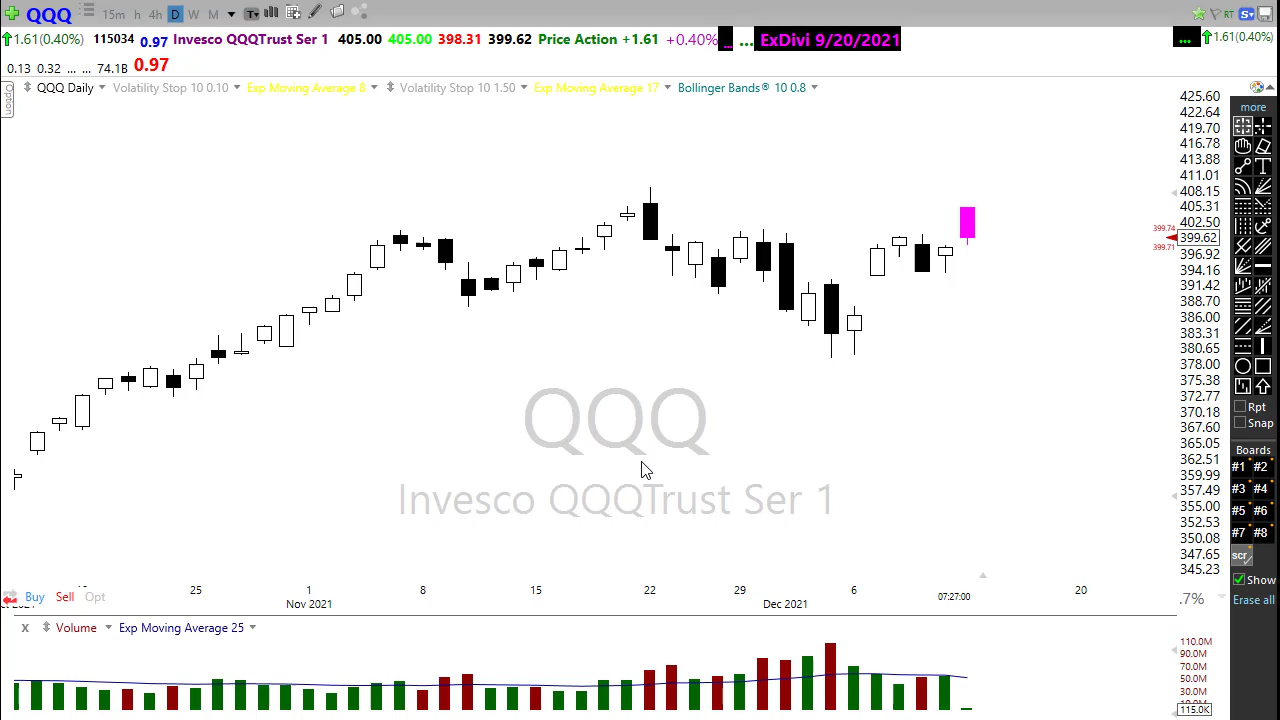 QQQ 15m h 4h D W M T RT S
1.61(0.40%) 115034 0.97 Invesco QQQTrust Ser 1 405.00 405.00 398.31 399.62 Price Action +1.61 +0.40% ... ... ExDivi 9/20/2021 ... 1.61(0.40%)
0.13 0.32 ... ... 74.1B 0.97
Option
QQQ Daily Volatility Stop 10 0.10 Exp Moving Average 8 Volatility Stop 10 1.50 Exp Moving Average 17 Bollinger Bands® 10 0.8
425.60
422.64
419.70
416.78
413.88
411.01
408.15
405.31
402.50
399.74
399.62
399.71
396.92
394.16
391.42
388.70
386.00
383.31
380.65
378.00
375.38
372.77
370.18
367.60
365.05
362.51
359.99
357.49
355.00
352.53
350.08
347.65
345.23
more
Rpt
Snap
Boards
#1 #2
#3 #4
#5 #6
#7 #8
scr
Show
Erase all
QQQ
Invesco QQQTrust Ser 1
25 1 8 15 22 29 6 07:27:00 20
Nov 2021 Dec 2021
Buy Sell Opt .7%
X Volume Exp Moving Average 25
110.0M
90.0M
70.0M
50.0M
30.0M
115.0K